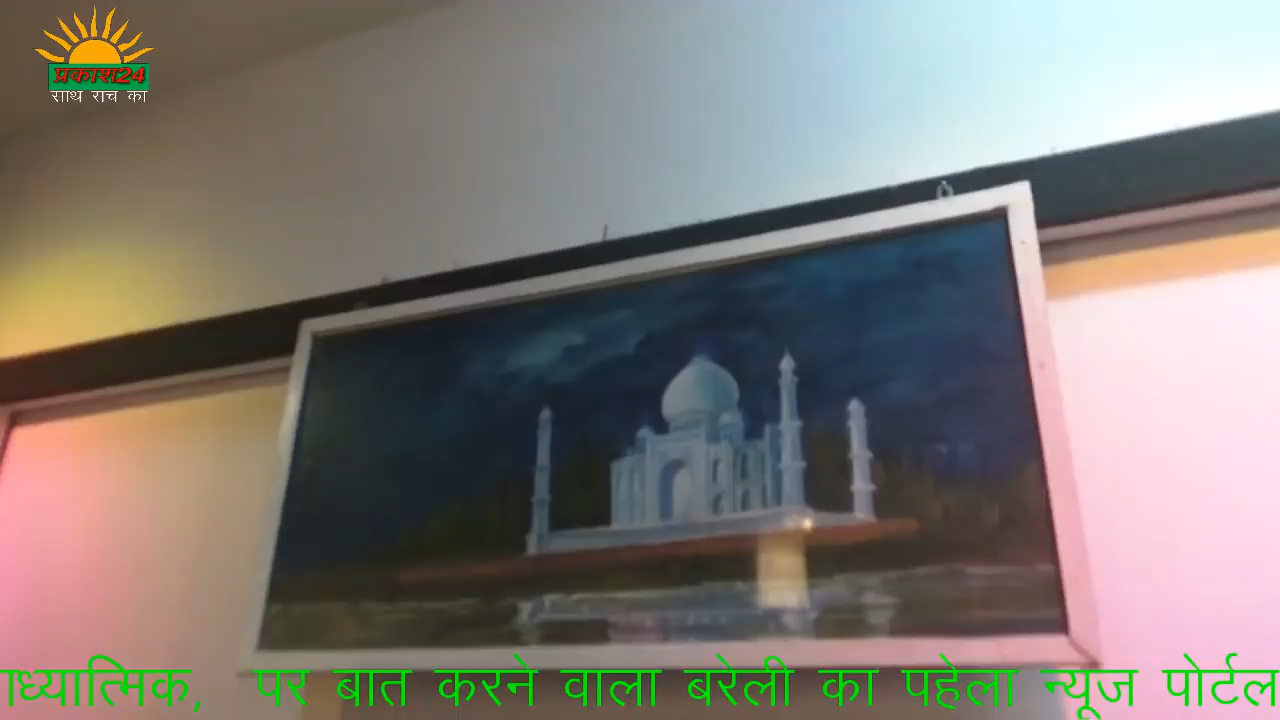 प्रकाश24
साथ सच का
ाध्यात्मिक, पर बात करने वाला बरेली का पहेला न्यूज पोर्टल